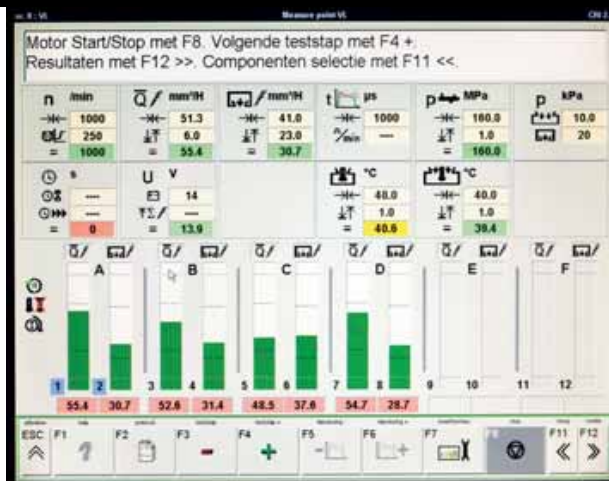 Measure point VL
Motor Start/Stop met F8. Volgende teststap met F4 +.
Resultaten met F12 >>. Componenten selectie met F11 <<.
n /min Q / mm³/H / mm³/H t µs p MPa p kPa
1000 51.3 41.0 1000 160.0 10.0
250 6.0 23.0 /min ---- 1.0 20
= 1000 = 55.4 = 30.7 = 160.0
s U V °C °C
---- 14 40.0 40.0
---- ---- 1.0 1.0
= 0 = 13.9 = 40.6 = 39.4
Q/ Q/ Q/ Q/ Q/ Q/
A B C D E F
1 2 3 4 5 6 7 8 9 10 11 12
55.4 30.7 52.6 31.4 48.5 37.6 54.7 28.7
ESC F1 F2 F3 F4 F5 F6 F7 F8 F11 F12